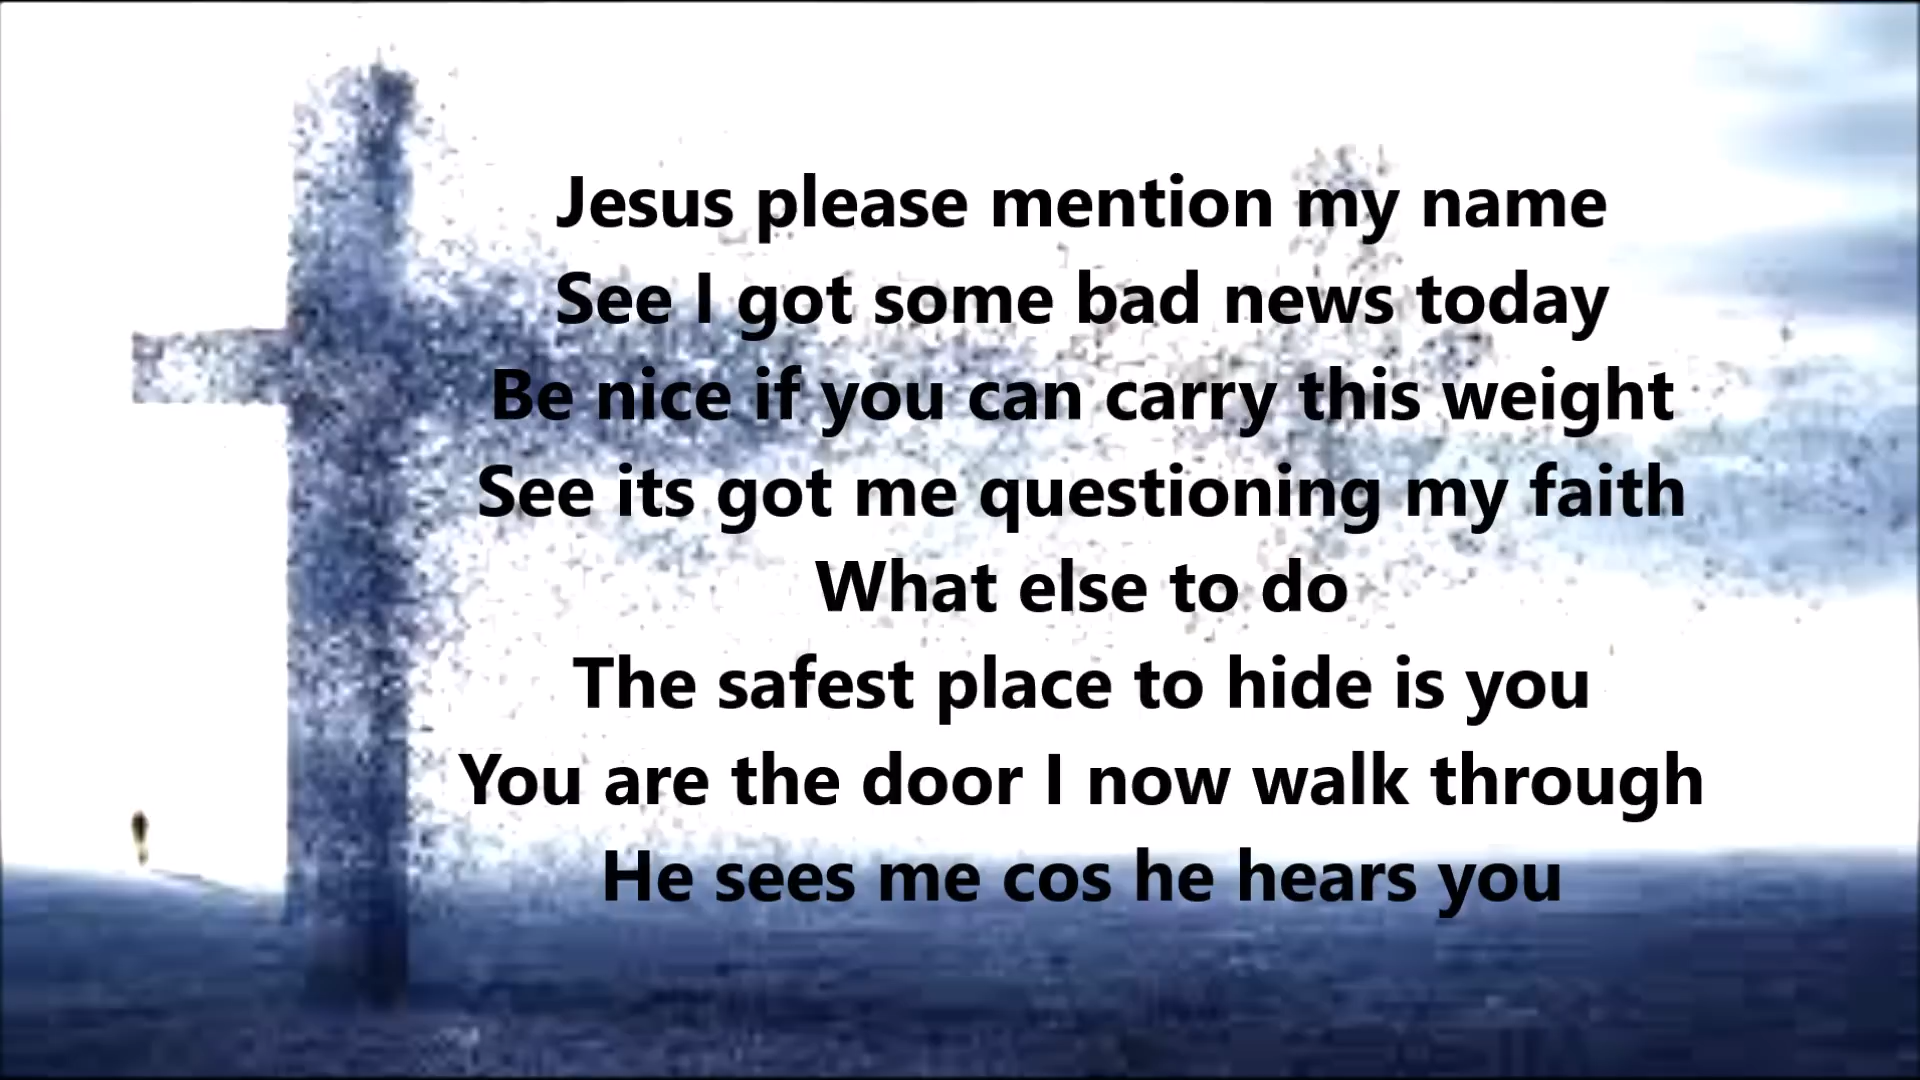 Jesus please mention my name
See I got some bad news today
Be nice if you can carry this weight
See its got me questioning my faith
What else to do
The safest place to hide is you
You are the door I now walk through
He sees me cos he hears you